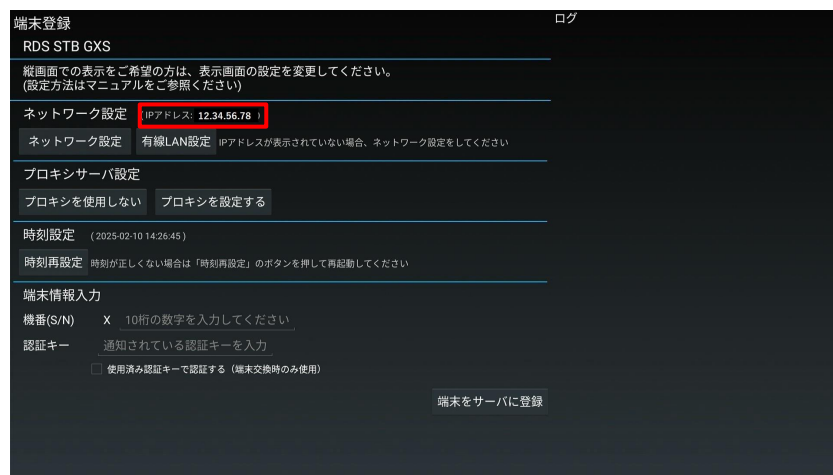 端末登録
ログ
RDS STB GXS
縦画面での表示をご希望の方は、表示画面の設定を変更してください。
(設定方法はマニュアルをご参照ください)
ネットワーク設定 (IPアドレス: 12.34.56.78 )
ネットワーク設定 有線LAN設定 IPアドレスが表示されていない場合、ネットワーク設定をしてください
プロキシサーバ設定
プロキシを使用しない プロキシを設定する
時刻設定 (2025-02-10 14:26:45)
時刻再設定 時刻が正しくない場合は「時刻再設定」のボタンを押して再起動してください
端末情報入力
機番(S/N) X 10桁の数字を入力してください
認証キー 通知されている認証キーを入力
使用済み認証キーで認証する（端末交換時のみ使用）
端末をサーバに登録